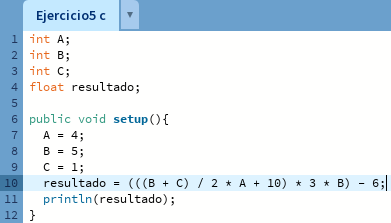 Ejercicio5 c ▼
1 int A;
2 int B;
3 int C;
4 float resultado;
5
6 public void setup(){
7 A = 4;
8 B = 5;
9 C = 1;
10 resultado = (((B + C) / 2 * A + 10) * 3 * B) - 6;
11 println(resultado);
12 }